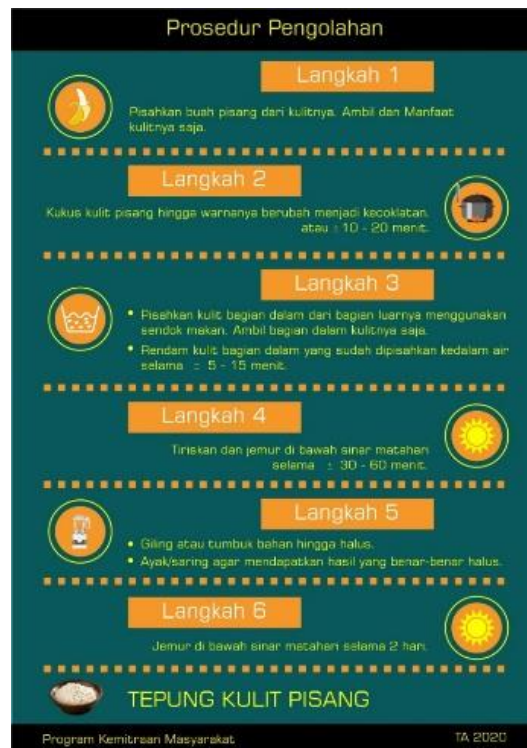 Prosedur Pengolahan
Langkah 1
Pisahkan buah pisang dari kulitnya. Ambil dan Manfaat
kulitnya saja.
Langkah 2
Kukus kulit pisang hingga warnanya berubah menjadi kecoklatan.
atau ± 10 - 20 menit.
Langkah 3
• Pisahkan kulit bagian dalam dari bagian luarnya menggunakan
sendok makan. Ambil bagian dalam kulitnya saja.
• Rendam kulit bagian dalam yang sudah dipisahkan kedalam air
selama ± 5 - 15 menit.
Langkah 4
Tiriskan dan jemur di bawah sinar matahari
selama ± 30 - 60 menit.
Langkah 5
• Giling atau tumbuk bahan hingga halus.
• Ayak/saring agar mendapatkan hasil yang benar-benar halus.
Langkah 6
Jemur di bawah sinar matahari selama 2 hari.
TEPUNG KULIT PISANG
Program Kemitraan Masyarakat TA 2020